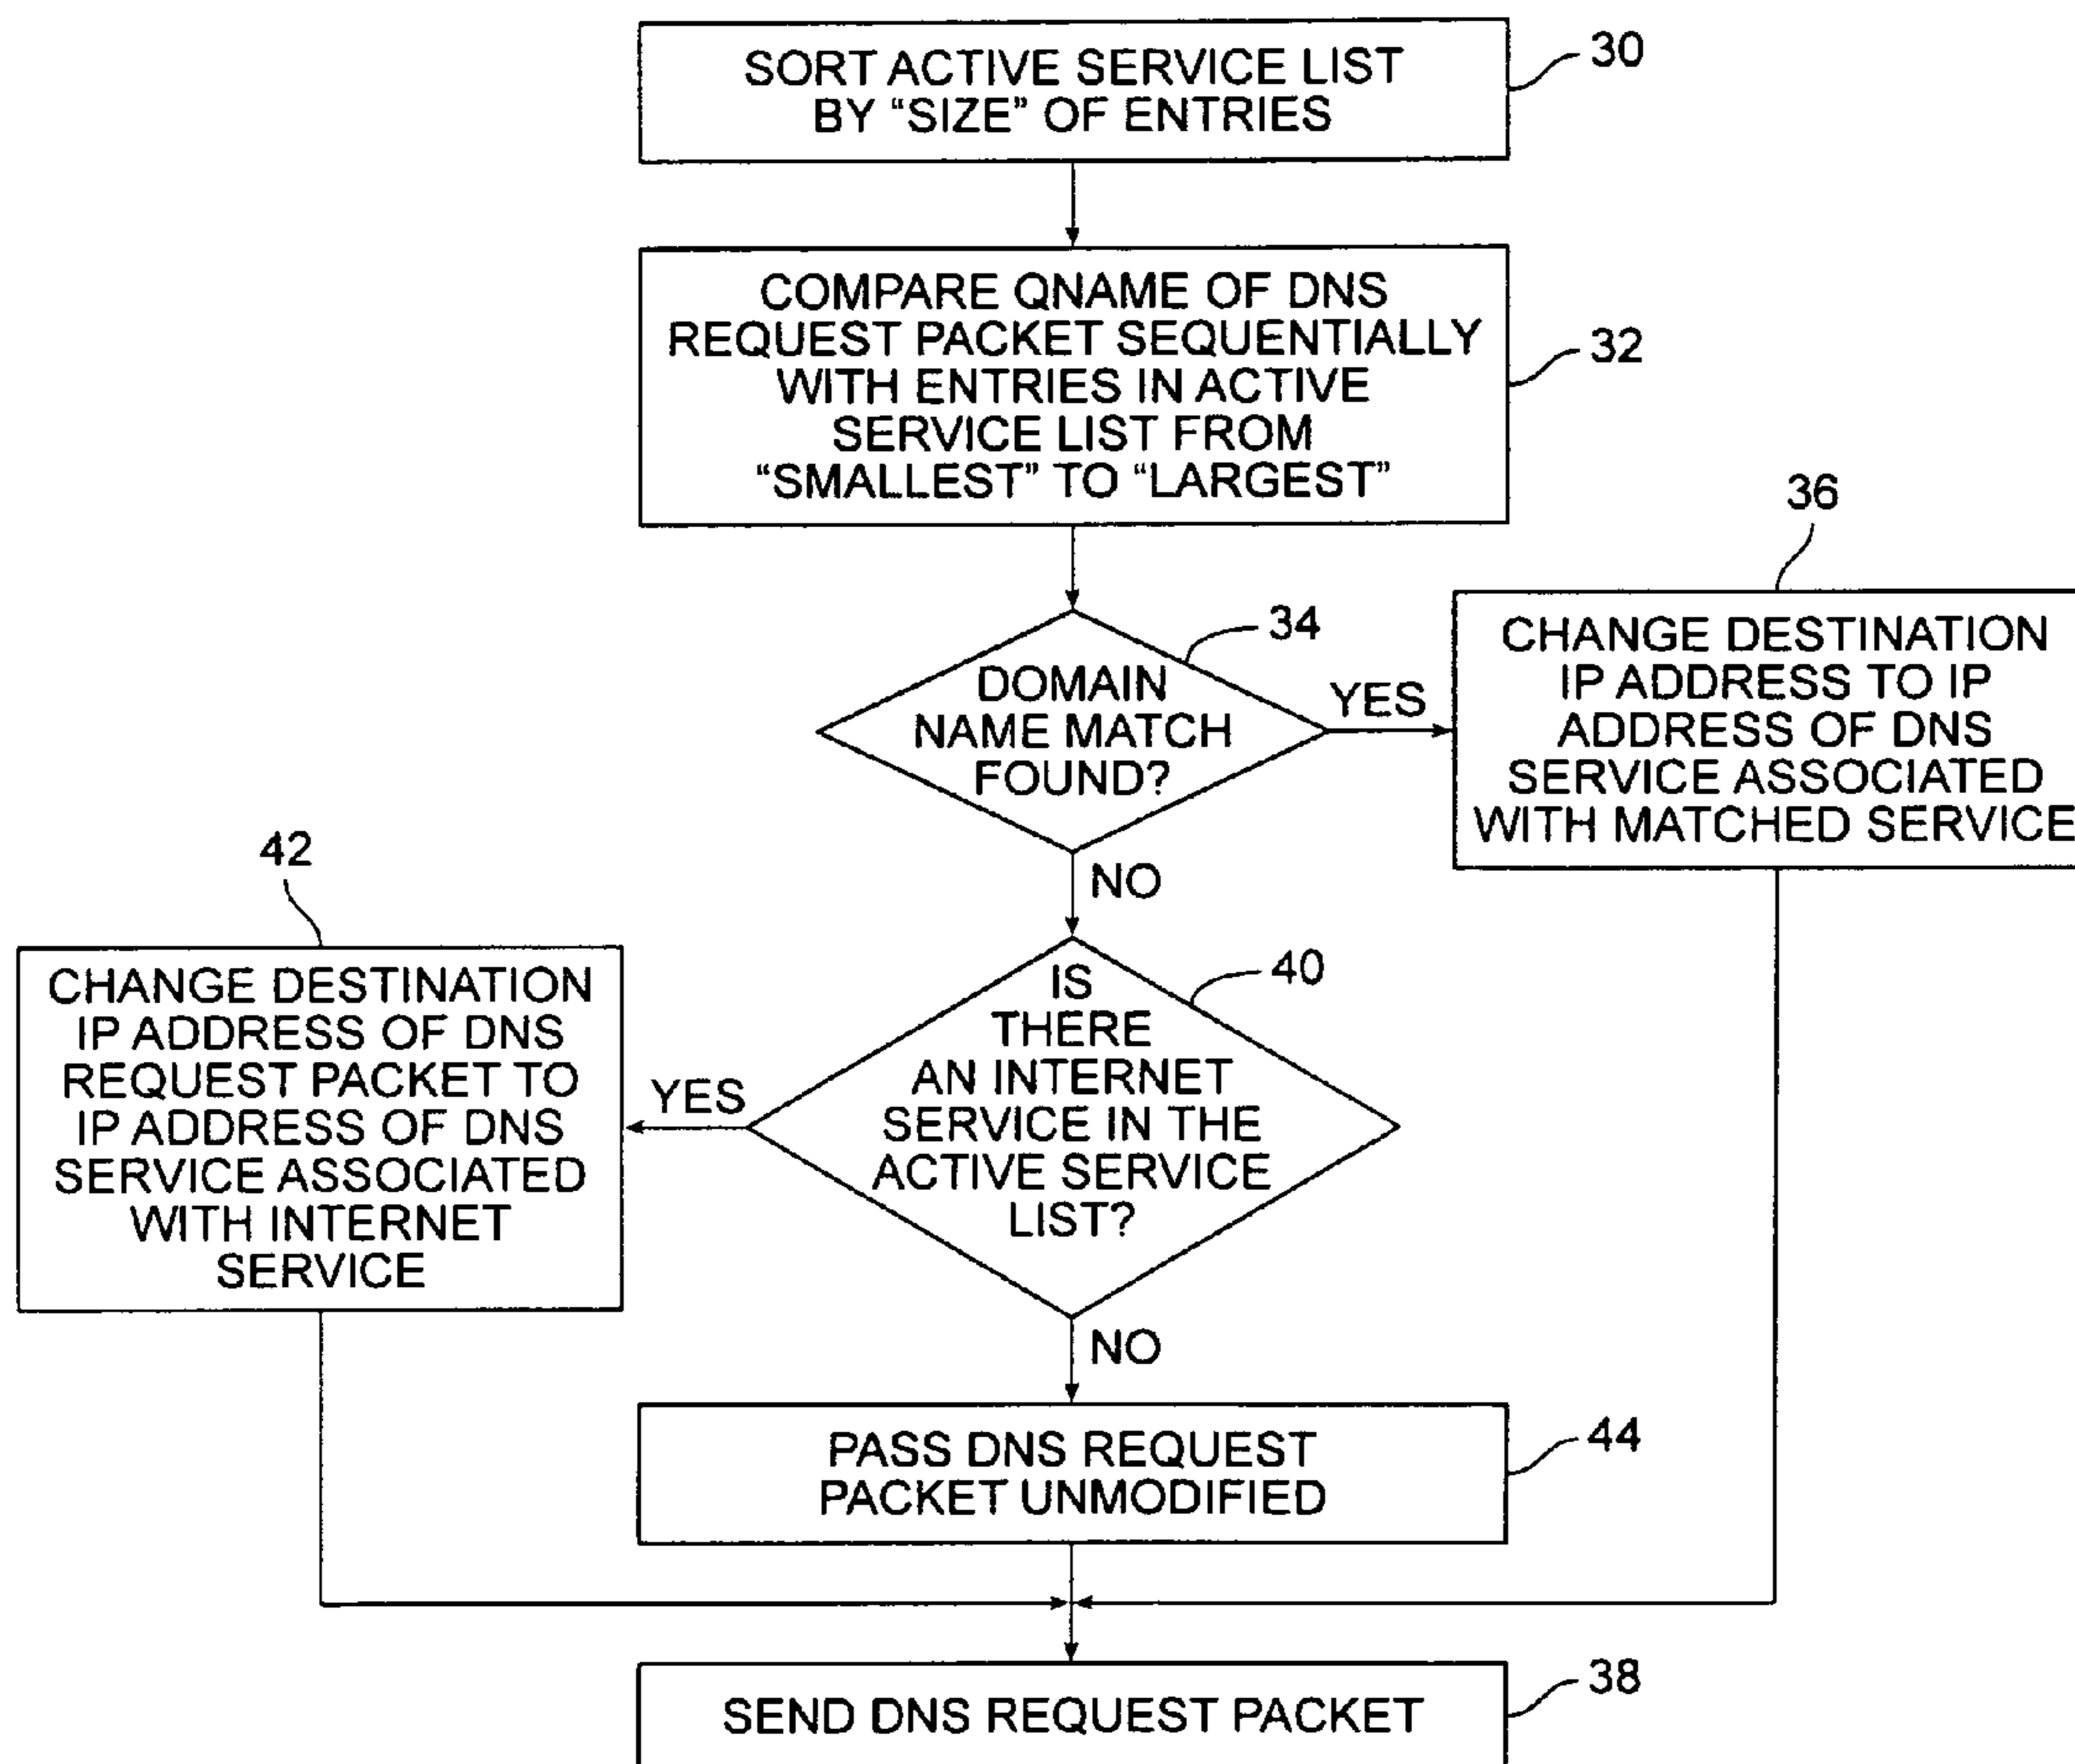 SORT ACTIVE SERVICE LIST
BY “SIZE” OF ENTRIES
30
COMPARE QNAME OF DNS
REQUEST PACKET SEQUENTIALLY
WITH ENTRIES IN ACTIVE
SERVICE LIST FROM
“SMALLEST” TO “LARGEST”
32
34
DOMAIN
NAME MATCH
FOUND?
YES
NO
36
CHANGE DESTINATION
IP ADDRESS TO IP
ADDRESS OF DNS
SERVICE ASSOCIATED
WITH MATCHED SERVICE
40
IS
THERE
AN INTERNET
SERVICE IN THE
ACTIVE SERVICE
LIST?
YES
NO
42
CHANGE DESTINATION
IP ADDRESS OF DNS
REQUEST PACKET TO
IP ADDRESS OF DNS
SERVICE ASSOCIATED
WITH INTERNET
SERVICE
PASS DNS REQUEST
PACKET UNMODIFIED
44
SEND DNS REQUEST PACKET
38